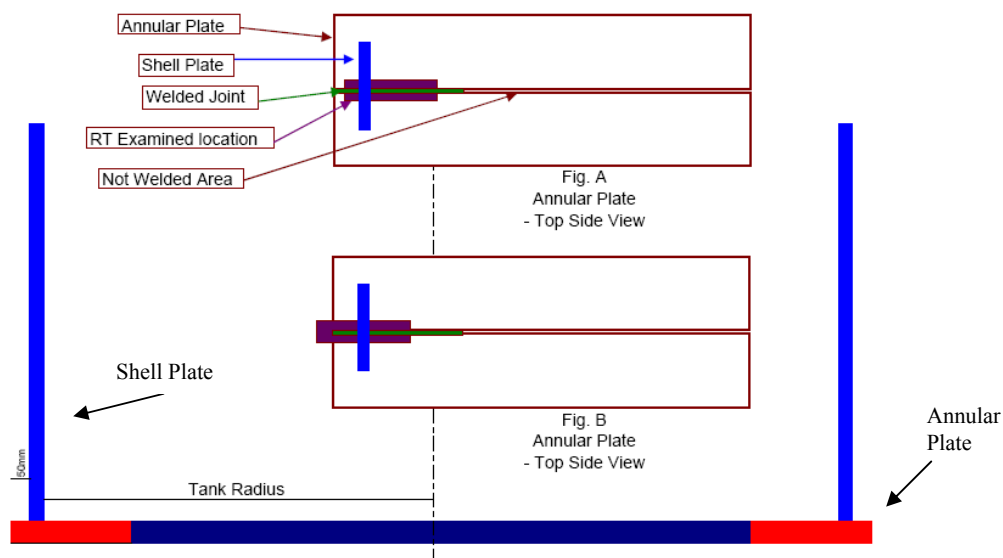 Annular Plate
Shell Plate
Welded Joint
RT Examined location
Not Welded Area
Fig. A
Annular Plate
- Top Side View
Fig. B
Annular Plate
- Top Side View
Shell Plate
Annular
Plate
50mm
Tank Radius